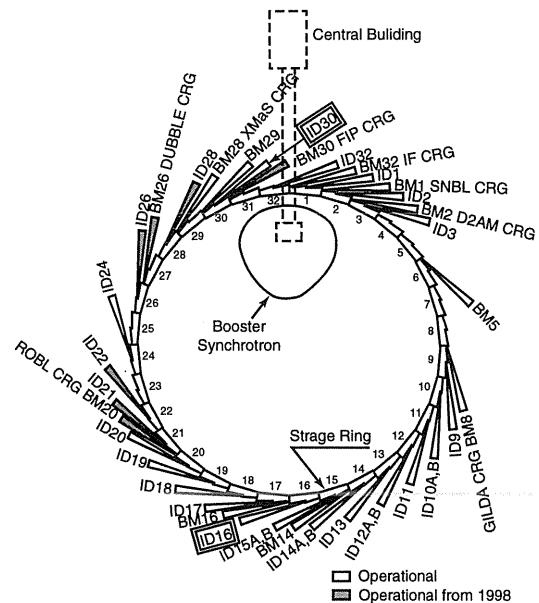 Central Buliding
ID30
BM30 FIP CRG
BM29
BM28 XMaS CRG
ID28
BM26 DUBBLE CRG
ID26
ID32
BM32 IF CRG
ID1
BM1 SNBL CRG
ID2
BM2 D2AM CRG
ID3
BM5
GILDA CRG BM8
ID9
ID10A,B
ID11
ID12A,B
ID13
ID14A,B
BM14
ID15A,B
ID16
BM16
ID17
ID18
ID19
ID20
ROBL CRG BM20
ID21
ID22
ID24
1
2
3
4
5
6
7
8
9
10
11
12
13
14
15
16
17
18
19
20
21
22
23
24
25
26
27
28
29
30
31
32
Booster
Synchrotron
Strage Ring
Operational
Operational from 1998